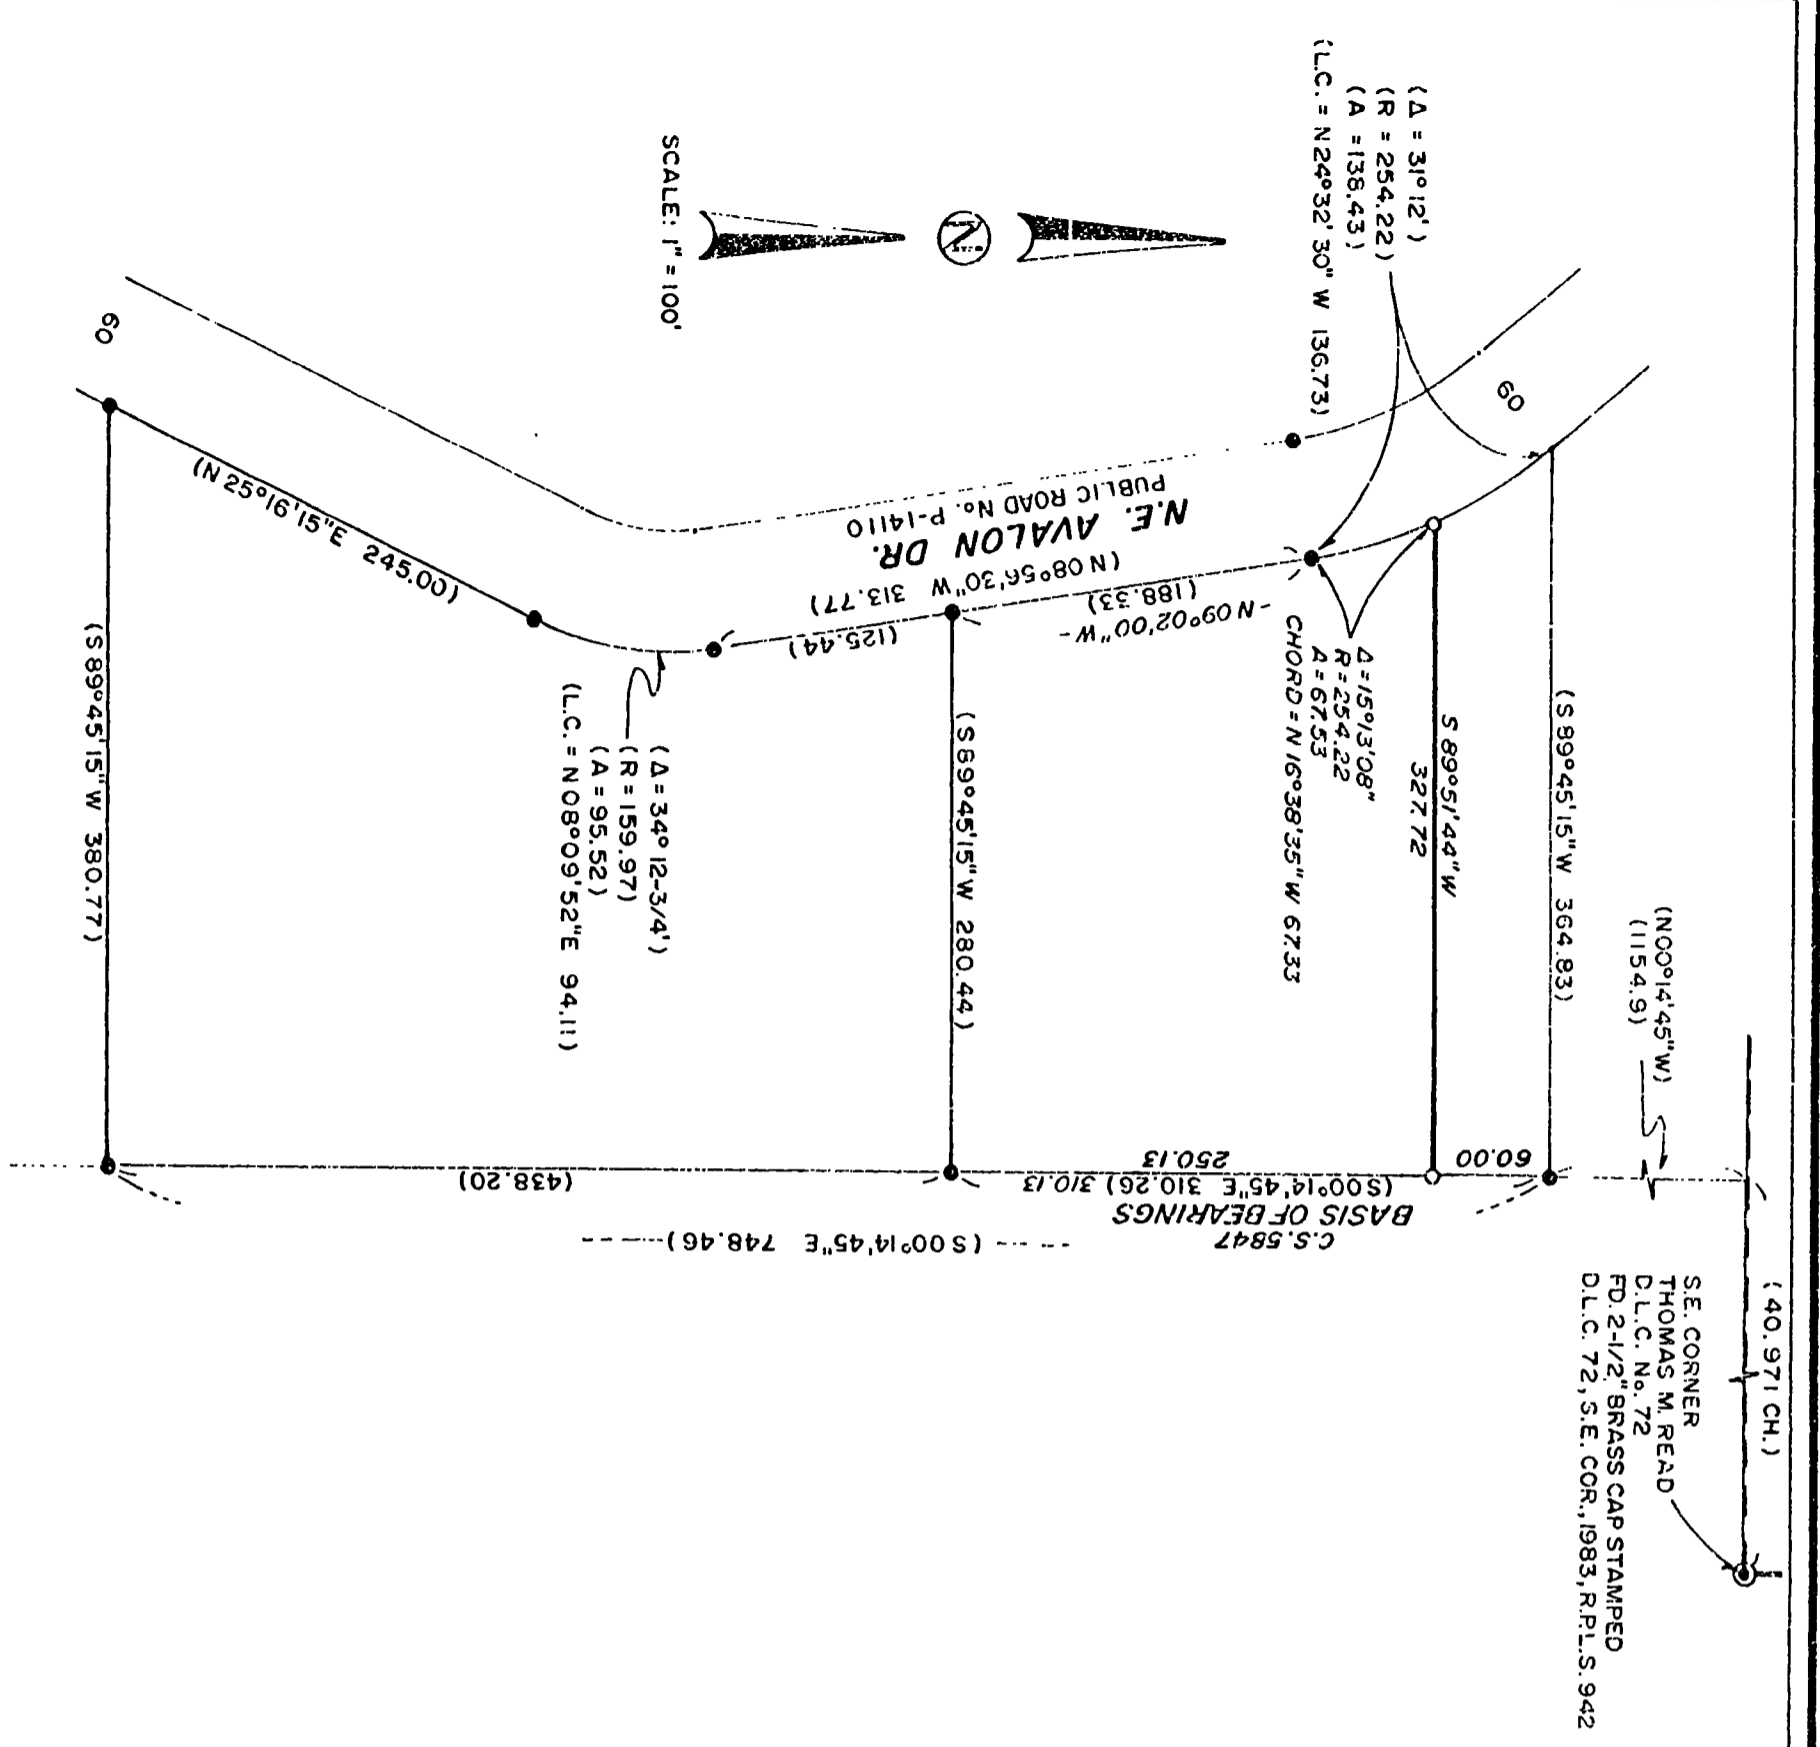 (Δ = 31°12')
(R = 254.22)
(A = 138.43)
(L.C. = N 24°32'30" W 136.73)
SCALE: 1" = 100'
N
60
60
(N 25°16'15"E 245.00)
N.E. AVALON DR.
PUBLIC ROAD No. P-14110
(N 08°56'30"W 313.77)
(188.33)
-N 09°02'00"W-
(125.44)
Δ=15°13'08"
R=254.22
A=67.53
CHORD=N 16°38'35"W 67.33
(Δ = 34° 12-3/4')
(R = 159.97)
(A = 95.52)
(L.C. = N 08°09'52"E 94.11)
(S 89°45'15"W 380.77)
(S 89°45'15"W 280.44)
S 89°51'44"W
327.72
(S 89°45'15"W 364.83)
(N00°14'45"W)
(1154.9)
60.00
250.13
(S 00°14'45"E 310.26) 310.13
BASIS OF BEARINGS
C.S. 5847
(438.20)
(S 00°14'45"E 748.46)
(40.971 CH.)
S.E. CORNER
THOMAS M. READ
D.L.C. No. 72
FD. 2-1/2" BRASS CAP STAMPED
D.L.C. 72, S.E. COR., 1983, R.P.L.S. 942